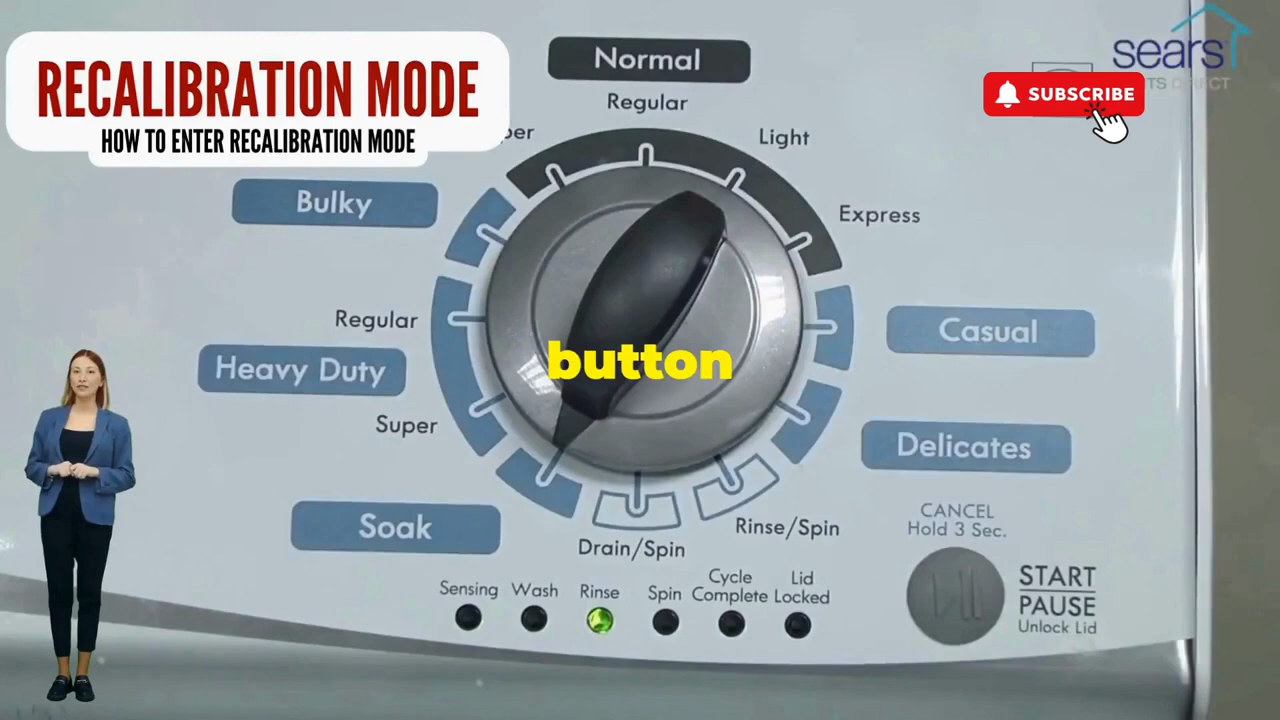 RECALIBRATION MODE
HOW TO ENTER RECALIBRATION MODE
sears
DIRECT
SUBSCRIBE
Normal
Regular
Light
Express
Bulky
Casual
Regular
Heavy Duty
Super
button
Delicates
Soak
Rinse/Spin
Drain/Spin
CANCEL
Hold 3 Sec.
Sensing
Wash
Rinse
Spin
Cycle
Complete
Lid
Locked
START
PAUSE
Unlock Lid